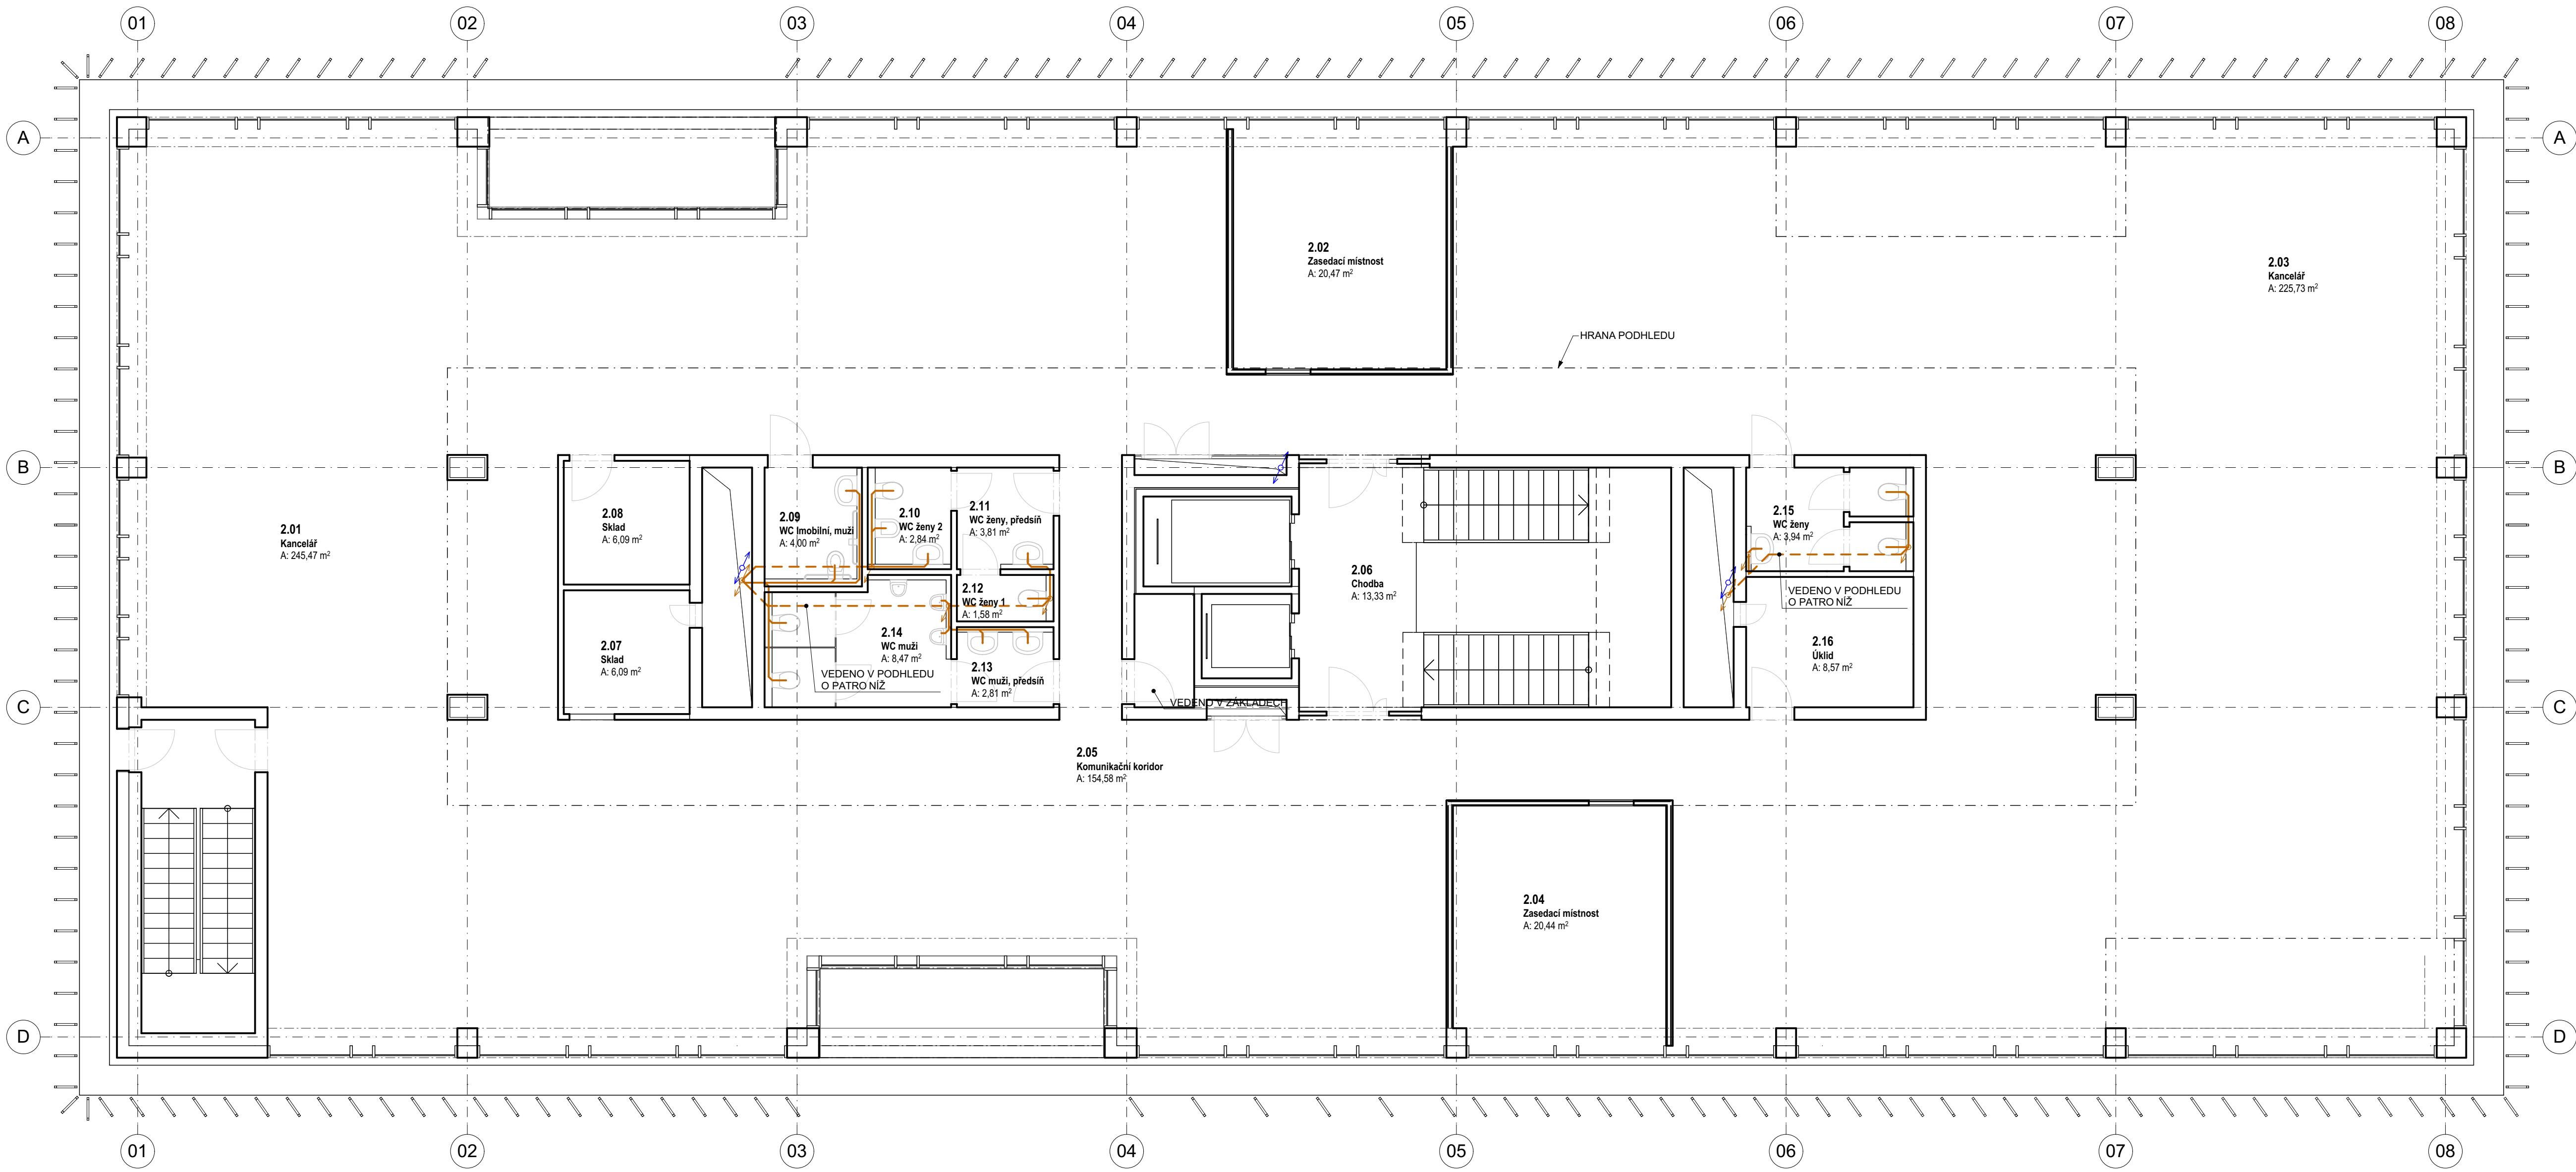 01 02 03 04 05 06 07 08
A A
2.02
Zasedací místnost
A: 20,47 m²
2.03
Kancelář
A: 225,73 m²
HRANA PODHLEDU
B B
2.01
Kancelář
A: 245,47 m²
2.08
Sklad
A: 6,09 m²
2.09
WC Imobilní, muži
A: 4,00 m²
2.10
WC ženy 2
A: 2,84 m²
2.11
WC ženy, předsíň
A: 3,81 m²
2.15
WC ženy
A: 3,94 m²
2.06
Chodba
A: 13,33 m²
2.12
WC ženy 1
A: 1,58 m²
VEDENO V PODHLEDU
O PATRO NÍŽ
2.07
Sklad
A: 6,09 m²
2.14
WC muži
A: 8,47 m²
VEDENO V PODHLEDU
O PATRO NÍŽ
2.13
WC muži, předsíň
A: 2,81 m²
2.16
Úklid
A: 8,57 m²
VEDENO V ZÁKLADECH
C C
2.05
Komunikační koridor
A: 154,58 m²
2.04
Zasedací místnost
A: 20,44 m²
D D
01 02 03 04 05 06 07 08